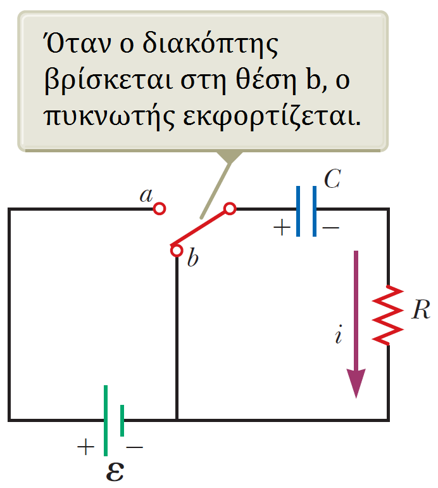 Όταν ο διακόπτης
βρίσκεται στη θέση b, ο
πυκνωτής εκφορτίζεται.
a
C
+ −
b
R
i
+ −
ε